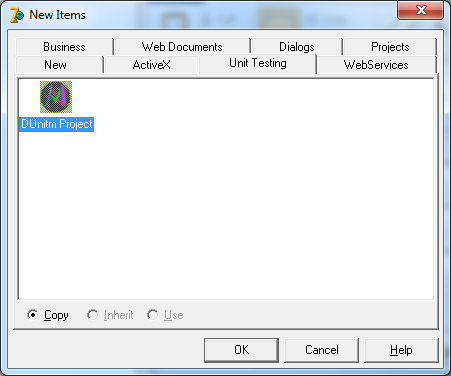 New Items
Business Web Documents Dialogs Projects
New ActiveX Unit Testing WebServices
DUnitm Project
Copy Inherit Use
OK Cancel Help